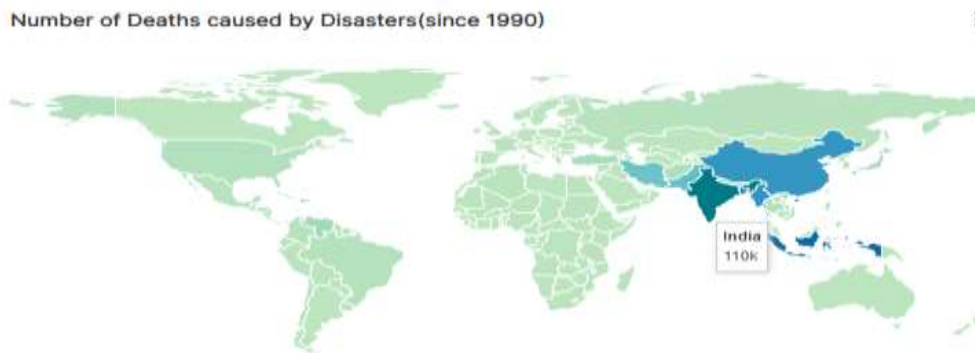 Number of Deaths caused by Disasters(since 1990)
India
110k